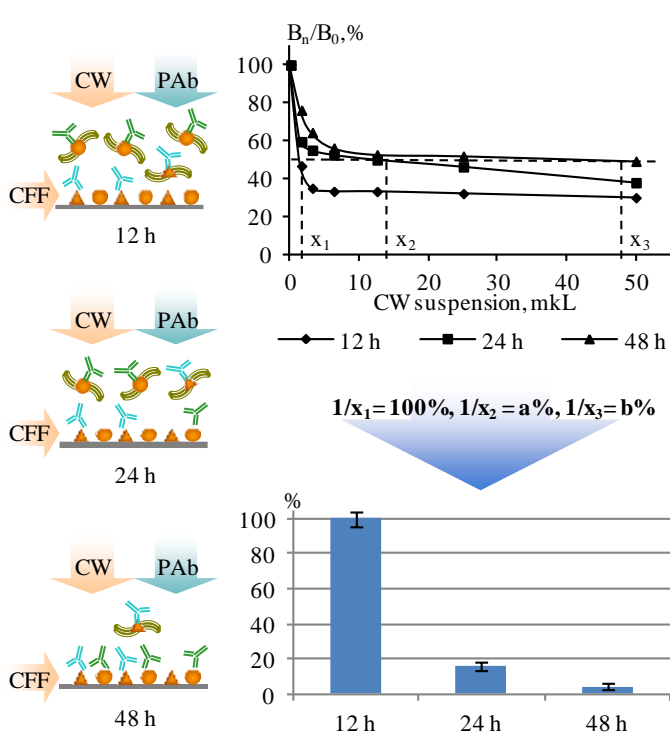 CW PAb
CFF
12 h
CW PAb
CFF
24 h
CW PAb
CFF
48 h
Bₙ/B₀,%
100
80
60
40
20
0
x₁ x₂ x₃
0 10 20 30 40 50
CW suspension, mkL
12 h 24 h 48 h
1/x₁= 100%, 1/x₂ = a%, 1/x₃= b%
%
100
80
60
40
20
0
12 h 24 h 48 h